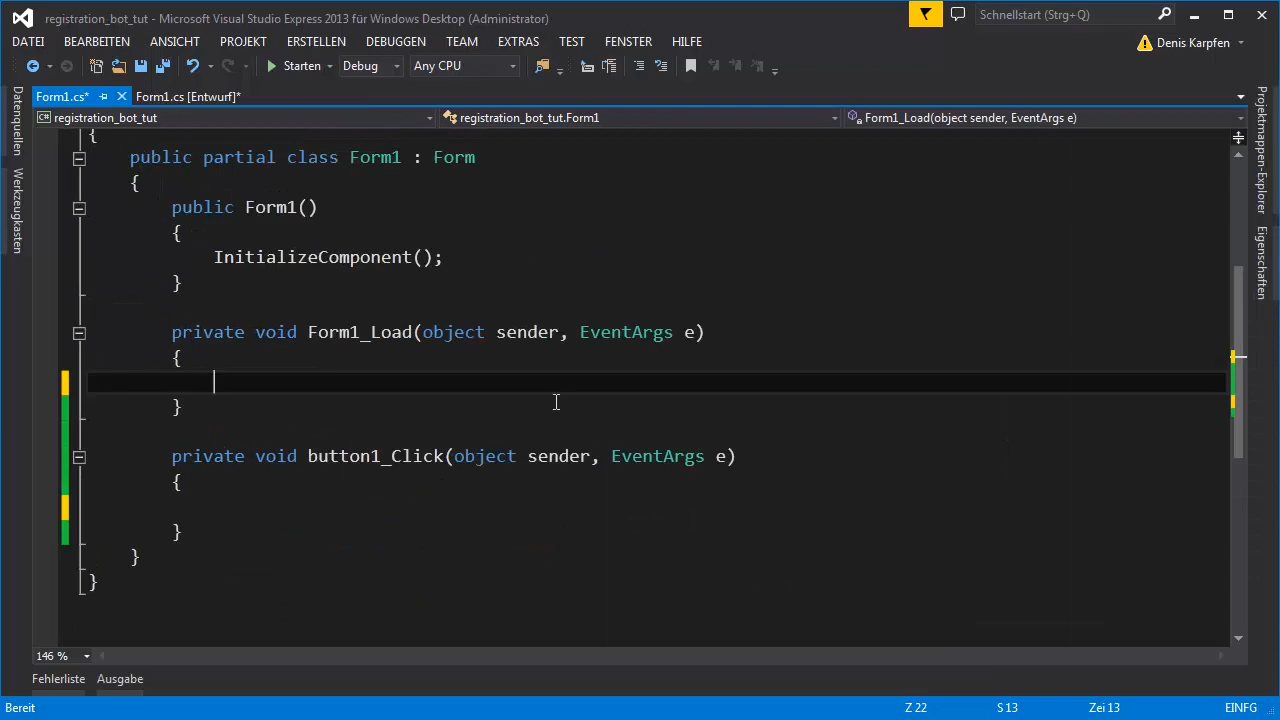 registration_bot_tut - Microsoft Visual Studio Express 2013 für Windows Desktop (Administrator)
Schnellstart (Strg+Q)
DATEI BEARBEITEN ANSICHT PROJEKT ERSTELLEN DEBUGGEN TEAM EXTRAS TEST FENSTER HILFE
Denis Karpfen
Starten Debug Any CPU
Form1.cs* Form1.cs [Entwurf]*
C# registration_bot_tut registration_bot_tut.Form1 Form1_Load(object sender, EventArgs e)
Datenquellen
Werkzeugkasten
{
public partial class Form1 : Form
{
public Form1()
{
InitializeComponent();
}
private void Form1_Load(object sender, EventArgs e)
{
}
private void button1_Click(object sender, EventArgs e)
{
}
}
}
Projektmappen-Explorer
Eigenschaften
146 %
Fehlerliste Ausgabe
Bereit Z 22 S 13 Zei 13 EINFG